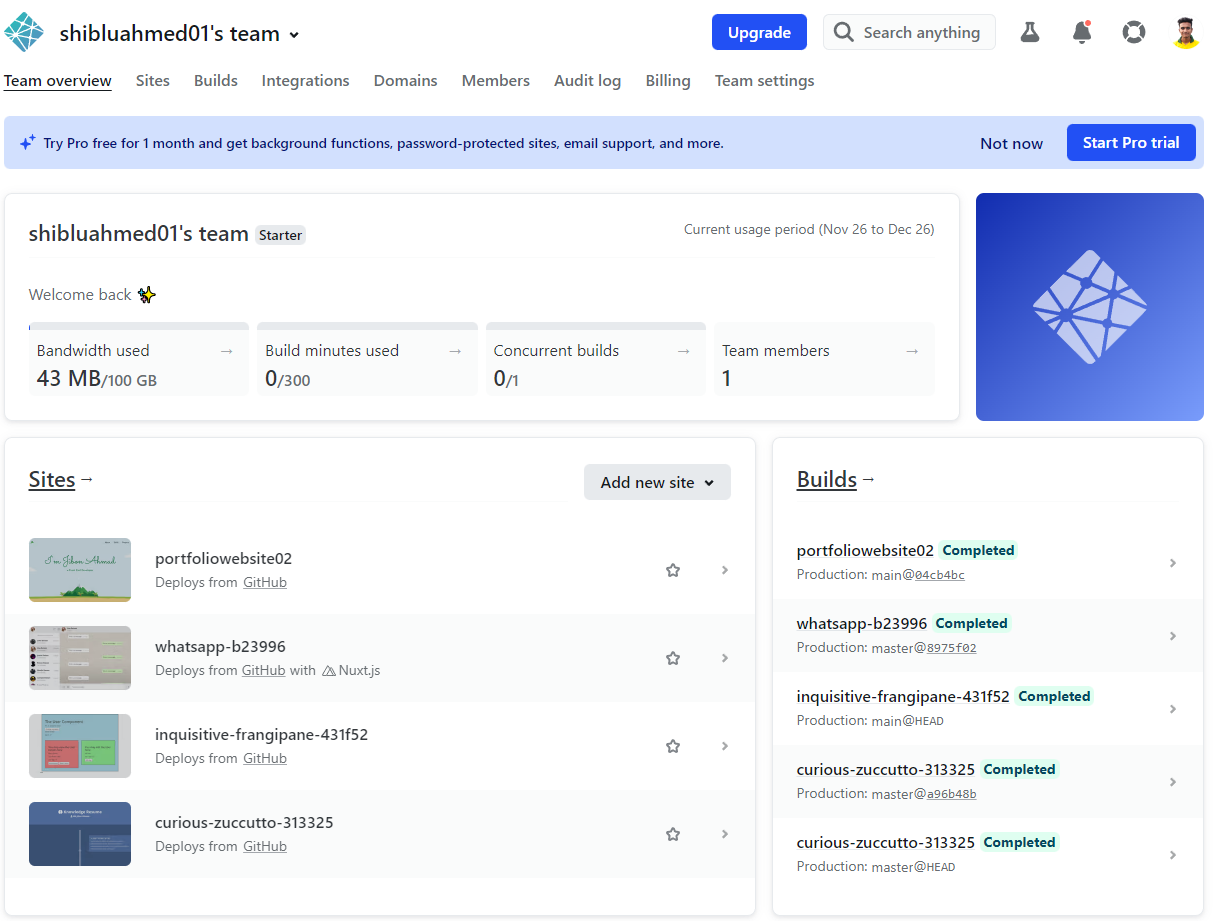 shibluahmed01's team
Upgrade
Search anything
Team overview Sites Builds Integrations Domains Members Audit log Billing Team settings
Try Pro free for 1 month and get background functions, password-protected sites, email support, and more.
Not now
Start Pro trial
shibluahmed01's team Starter
Current usage period (Nov 26 to Dec 26)
Welcome back
Bandwidth used →
43 MB/100 GB
Build minutes used →
0/300
Concurrent builds →
0/1
Team members →
1
Sites →
Add new site
I'm Jibon Ahmad
portfoliowebsite02
Deploys from GitHub
whatsapp-b23996
Deploys from GitHub with Nuxt.js
inquisitive-frangipane-431f52
Deploys from GitHub
curious-zuccutto-313325
Deploys from GitHub
Builds →
portfoliowebsite02 Completed
Production: main@04cb4bc
whatsapp-b23996 Completed
Production: master@8975f02
inquisitive-frangipane-431f52 Completed
Production: main@HEAD
curious-zuccutto-313325 Completed
Production: master@a96b48b
curious-zuccutto-313325 Completed
Production: master@HEAD